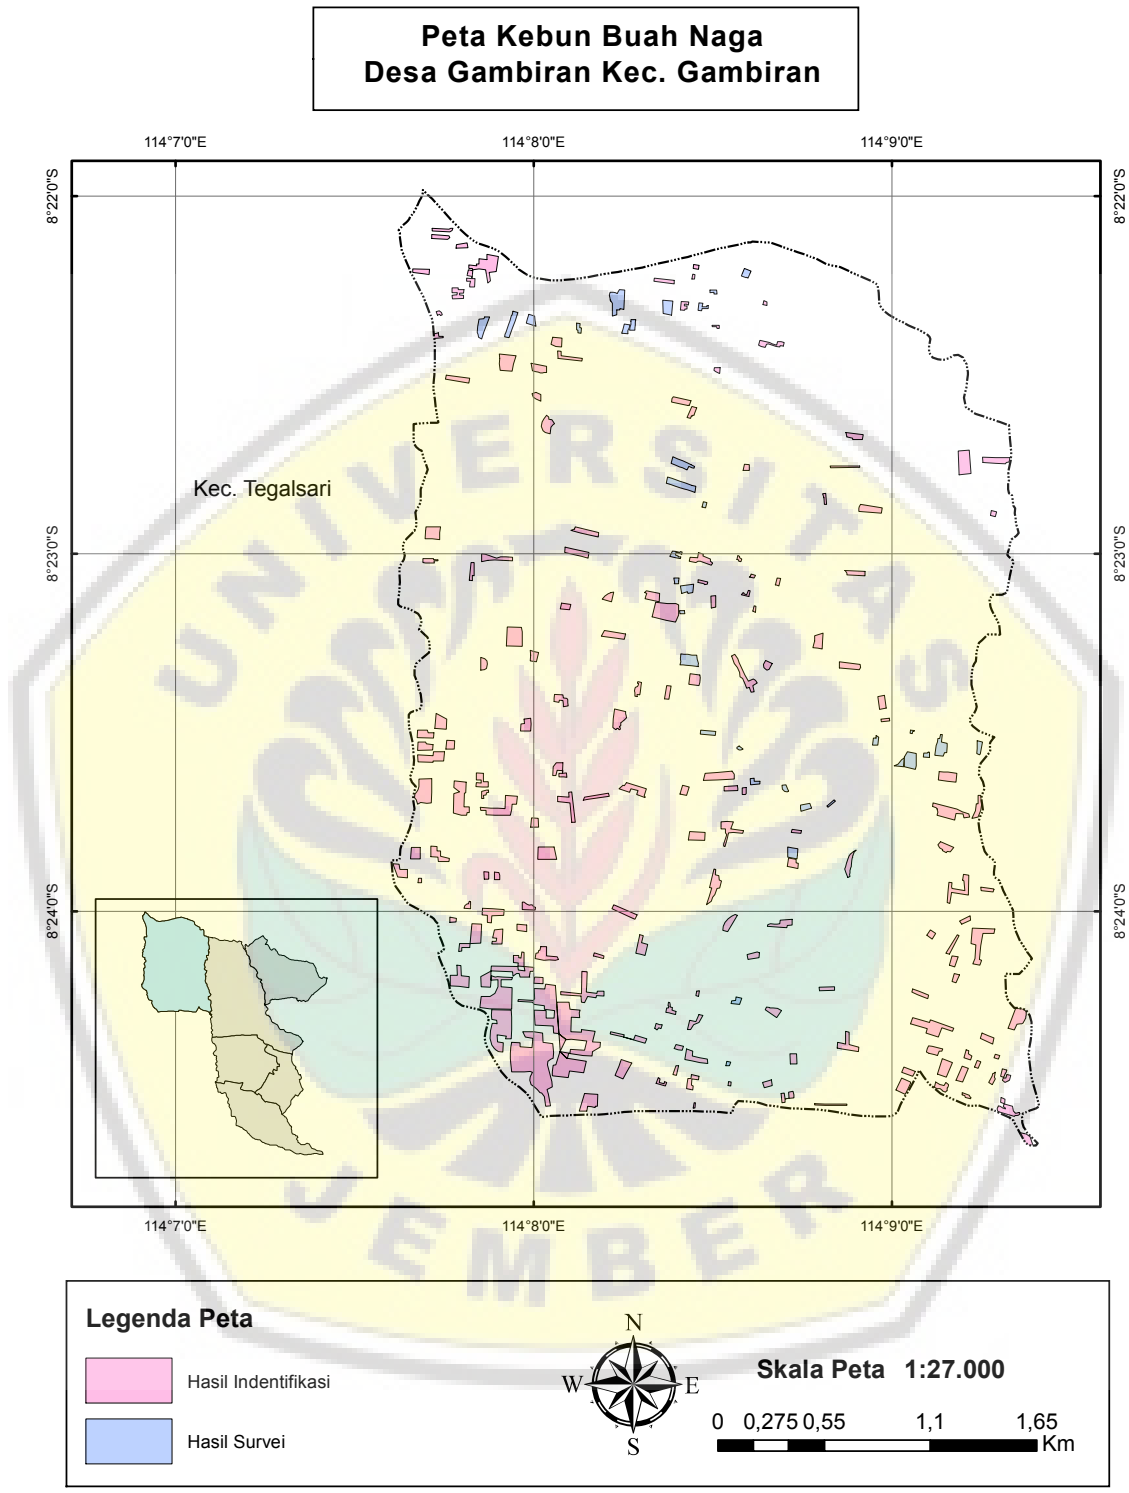 Peta Kebun Buah Naga
Desa Gambiran Kec. Gambiran
114°7'0"E 114°8'0"E 114°9'0"E
8°22'0"S 8°22'0"S
Kec. Tegalsari
8°23'0"S 8°23'0"S
8°24'0"S 8°24'0"S
114°7'0"E 114°8'0"E 114°9'0"E
UNIVERSITAS
JEMBER
Legenda Peta
Hasil Indentifikasi
Hasil Survei
N
W E
S
Skala Peta 1:27.000
0 0,275 0,55 1,1 1,65
Km